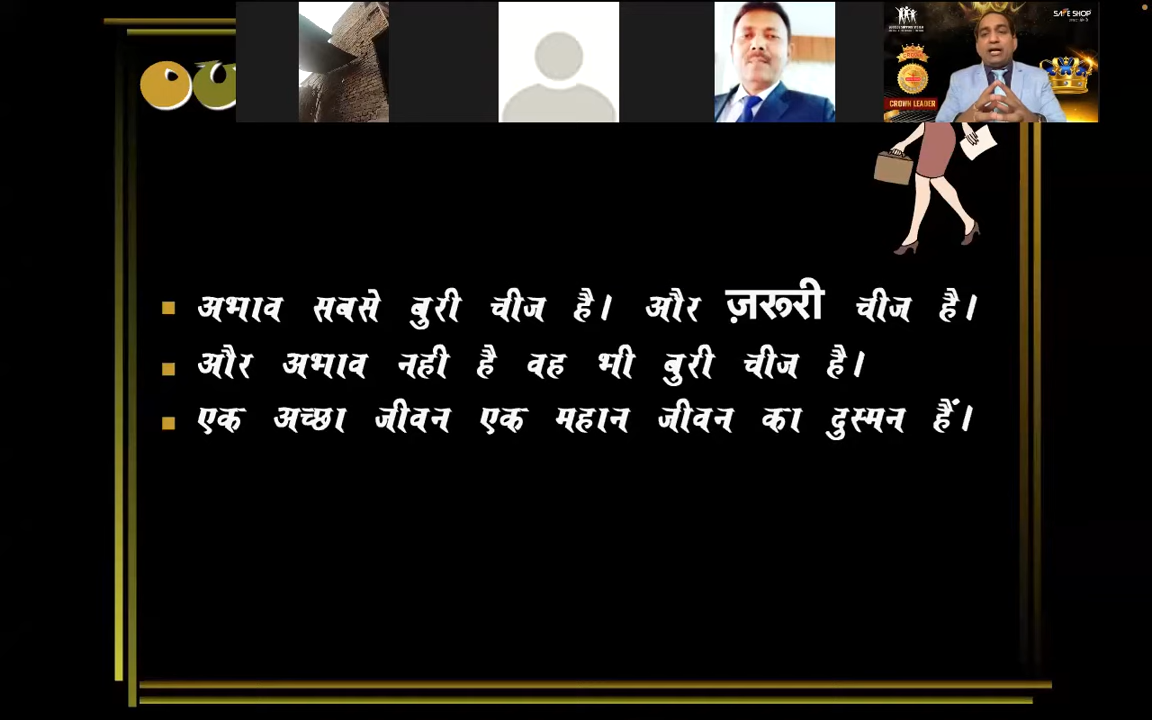 SAFE SHOP
CROWN LEADER
अभाव सबसे बुरी चीज है। और ज़रूरी चीज है।
और अभाव नही है वह भी बुरी चीज है।
एक अच्छा जीवन एक महान जीवन का दुस्मन हैं।